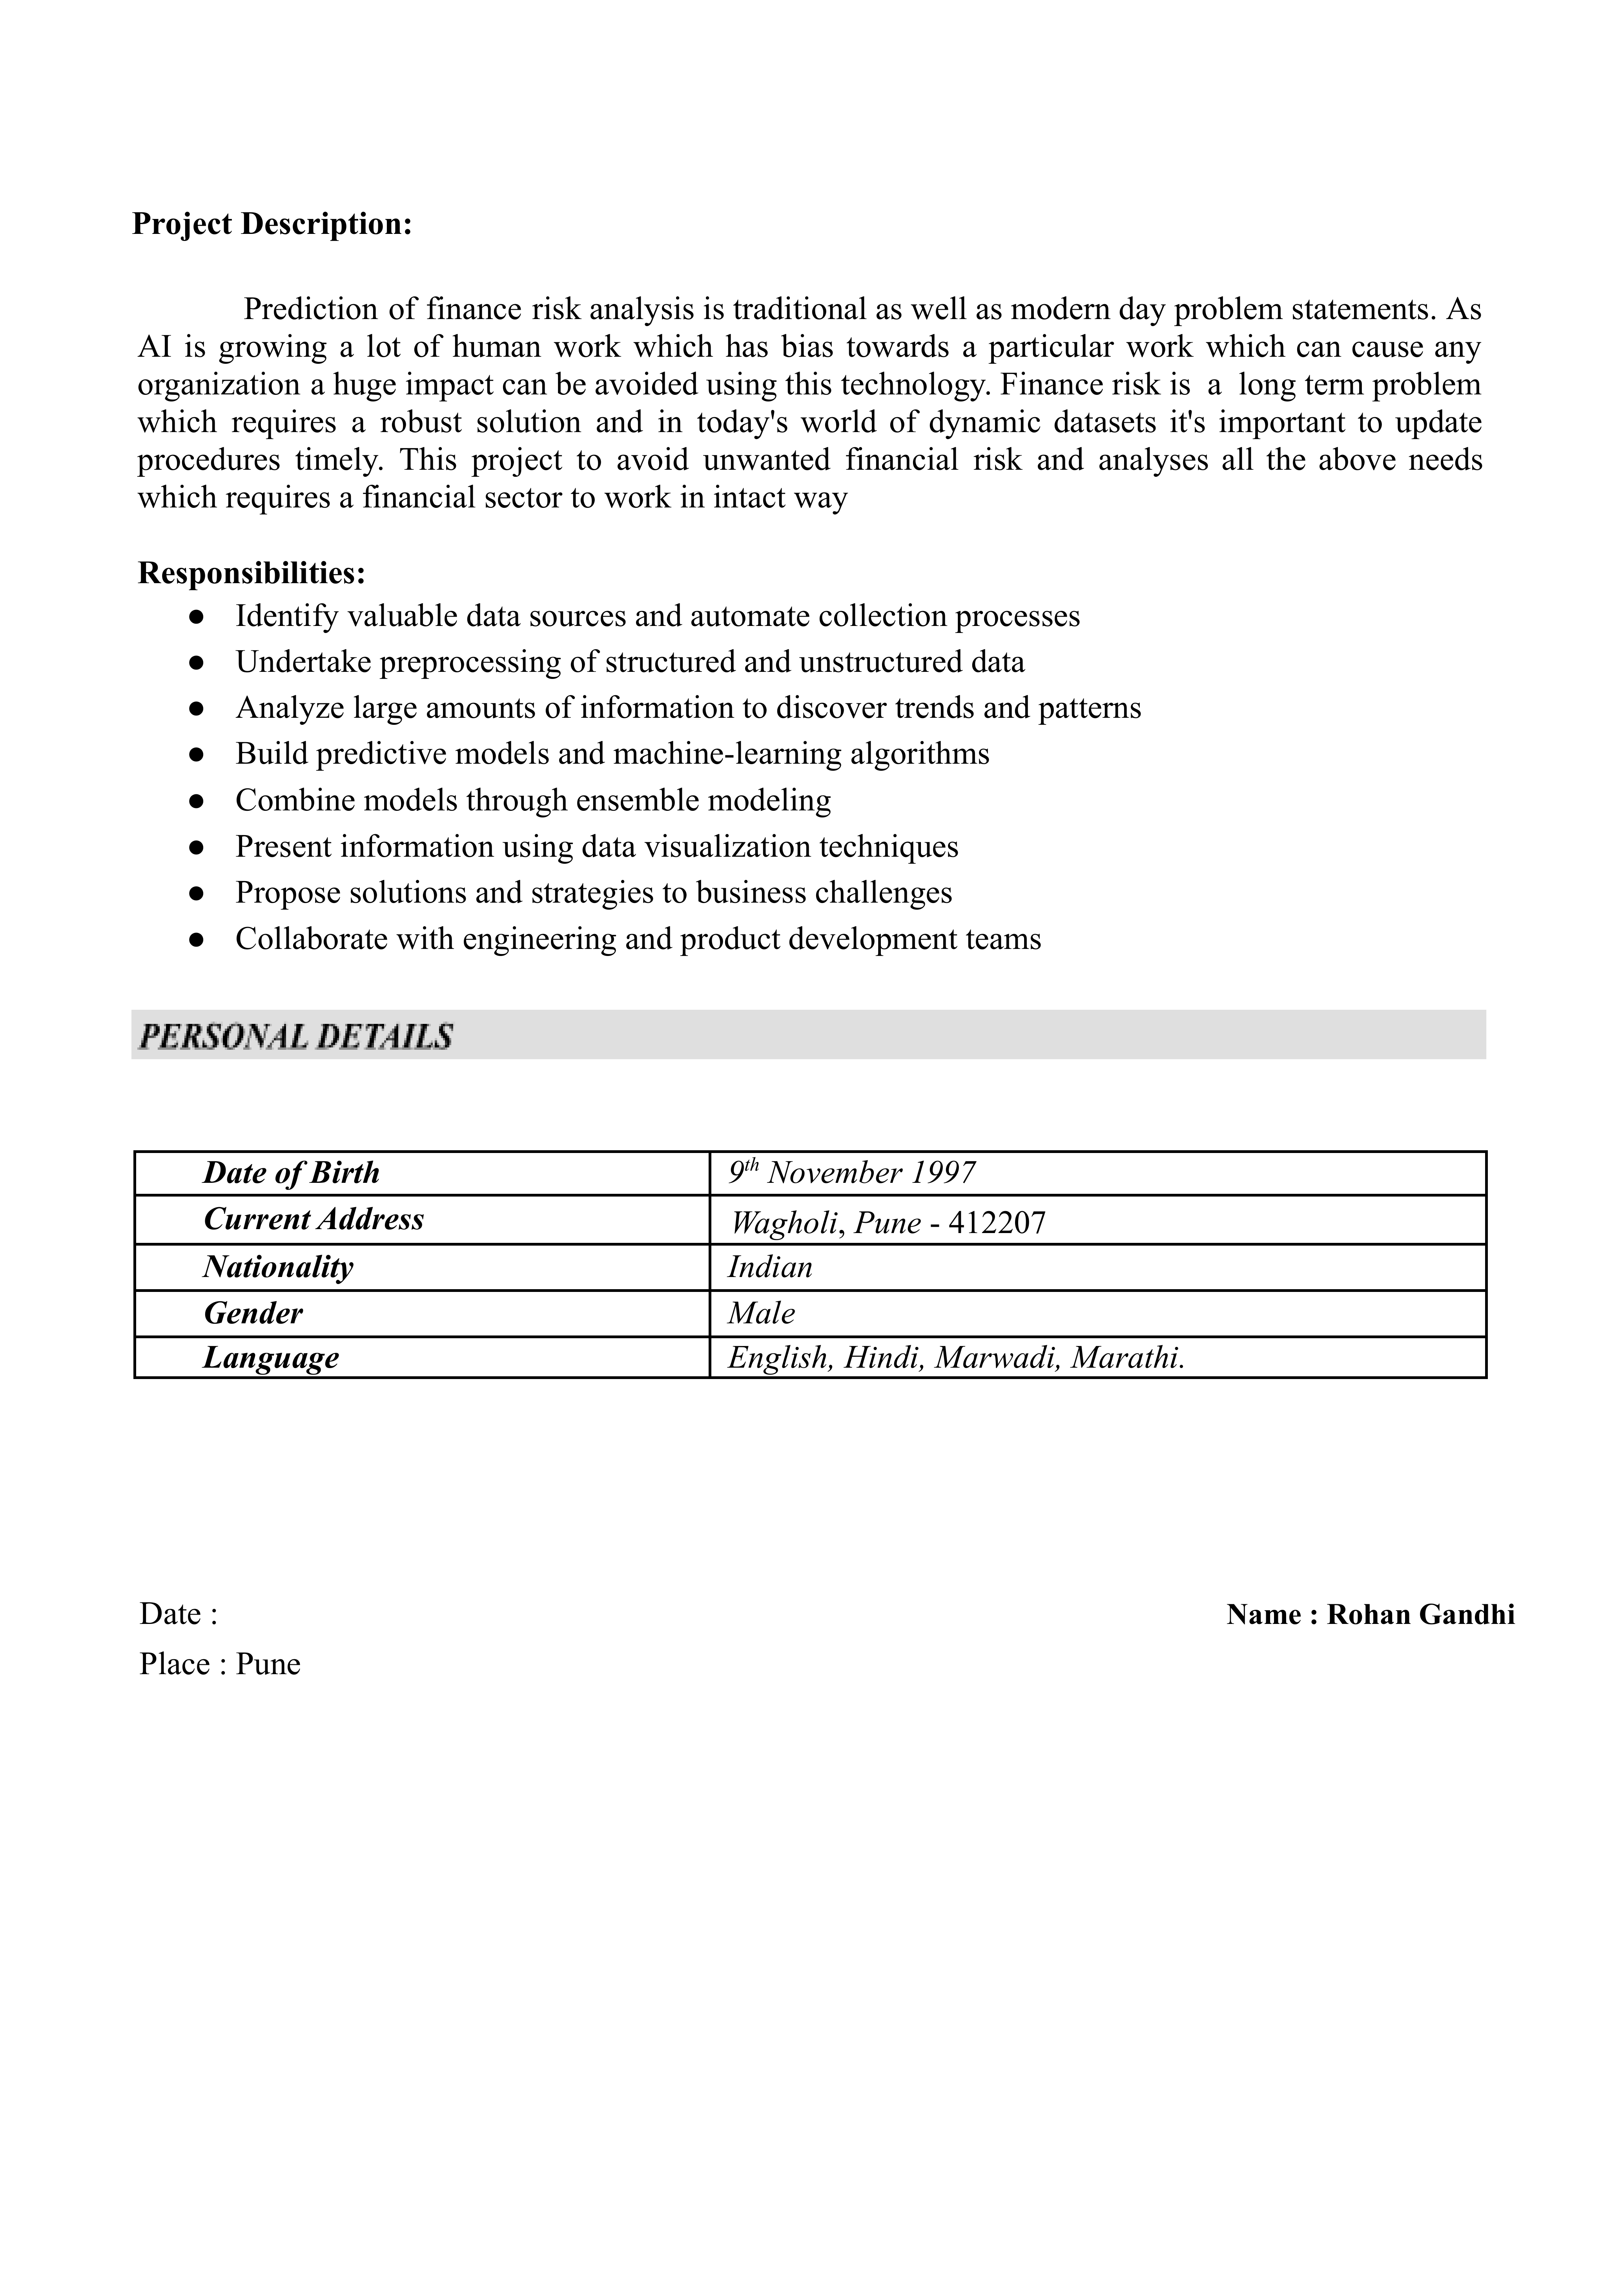 Project Description:
Prediction of finance risk analysis is traditional as well as modern day problem statements. As
AI is growing a lot of human work which has bias towards a particular work which can cause any
organization a huge impact can be avoided using this technology. Finance risk is a long term problem
which requires a robust solution and in today's world of dynamic datasets it's important to update
procedures timely. This project to avoid unwanted financial risk and analyses all the above needs
which requires a financial sector to work in intact way
Responsibilities:
● Identify valuable data sources and automate collection processes
● Undertake preprocessing of structured and unstructured data
● Analyze large amounts of information to discover trends and patterns
● Build predictive models and machine-learning algorithms
● Combine models through ensemble modeling
● Present information using data visualization techniques
● Propose solutions and strategies to business challenges
● Collaborate with engineering and product development teams
PERSONAL DETAILS
Date of Birth 9th November 1997
Current Address Wagholi, Pune - 412207
Nationality Indian
Gender Male
Language English, Hindi, Marwadi, Marathi.
Date : Name : Rohan Gandhi
Place : Pune